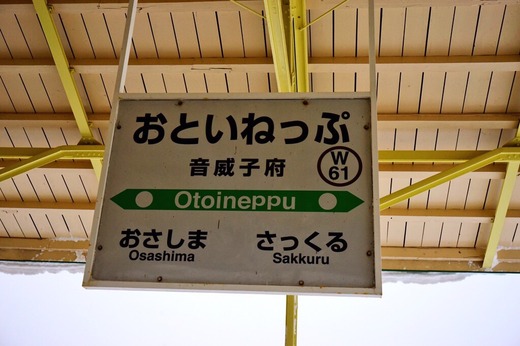 おといねっぷ
音威子府
W
61
Otoineppu
おさしま
Osashima
さっくる
Sakkuru